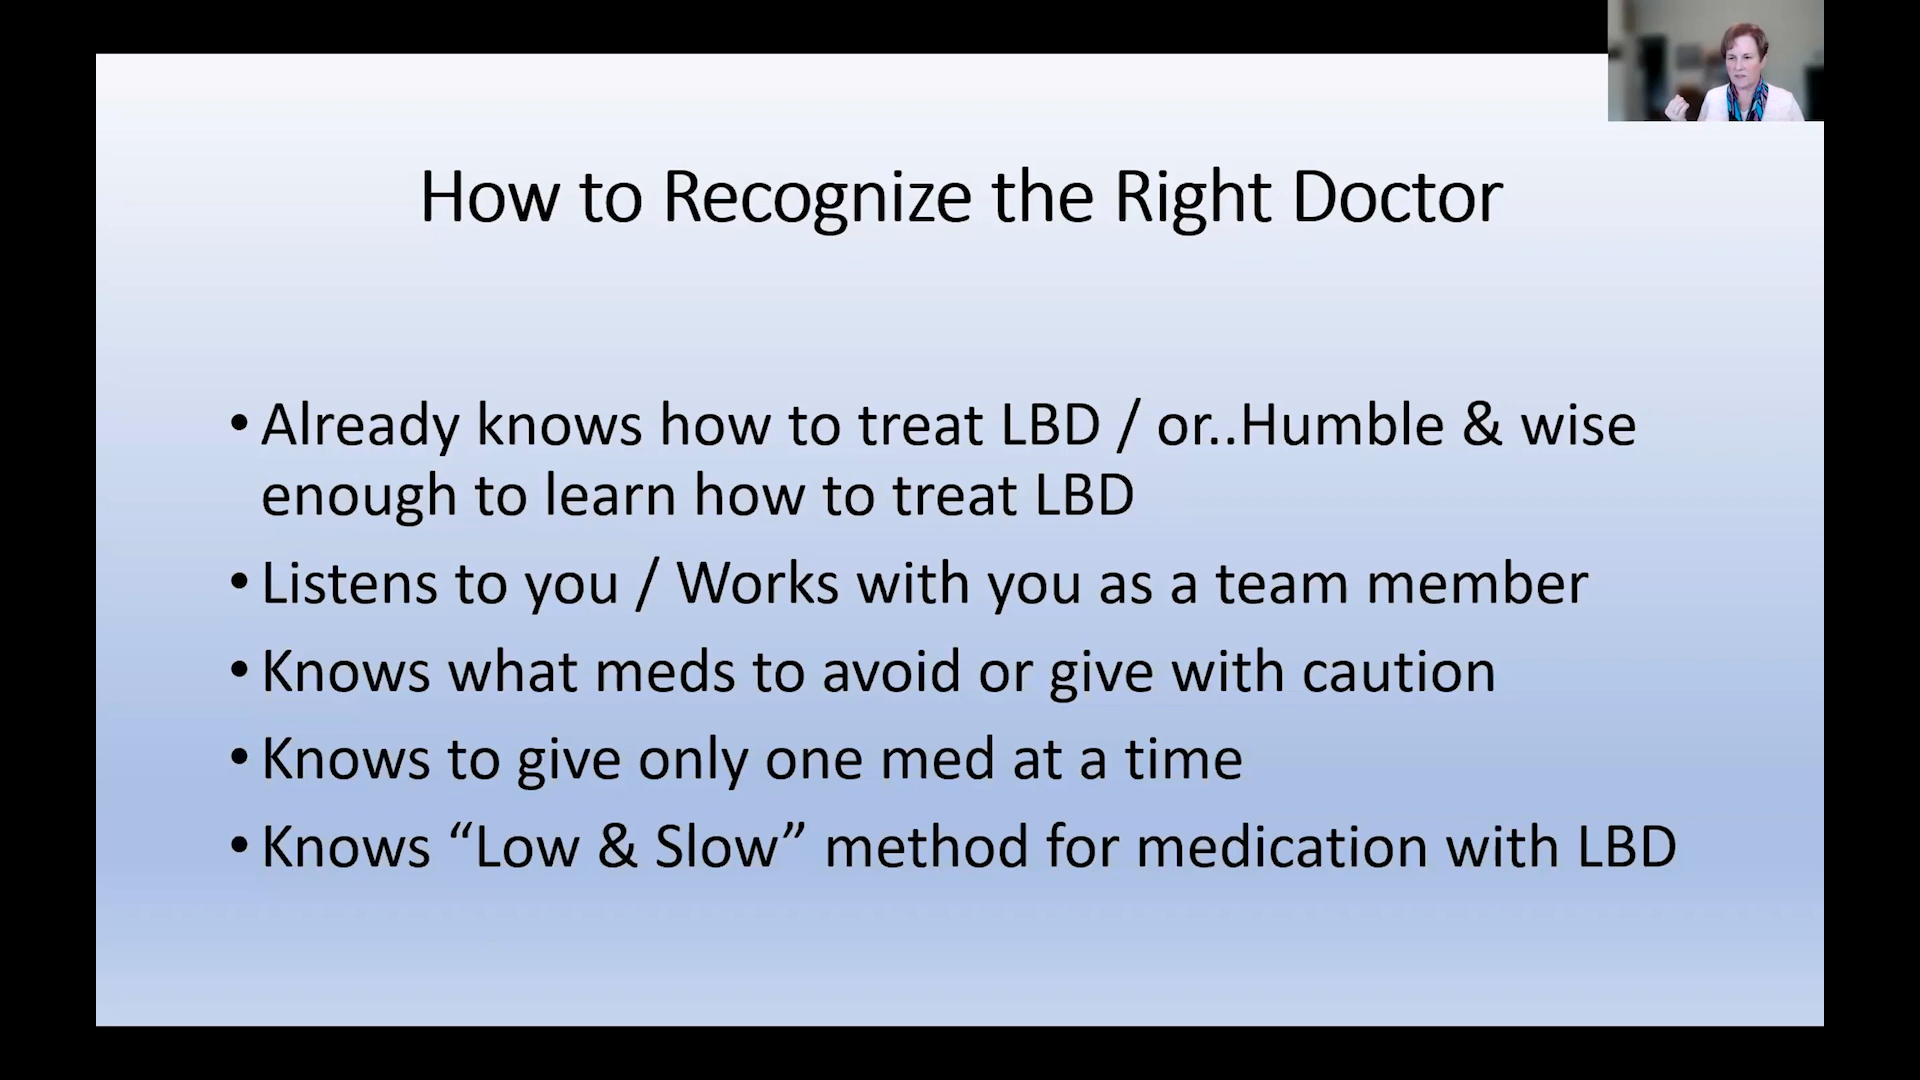 How to Recognize the Right Doctor
• Already knows how to treat LBD / or..Humble & wise
enough to learn how to treat LBD
• Listens to you / Works with you as a team member
• Knows what meds to avoid or give with caution
• Knows to give only one med at a time
• Knows “Low & Slow” method for medication with LBD